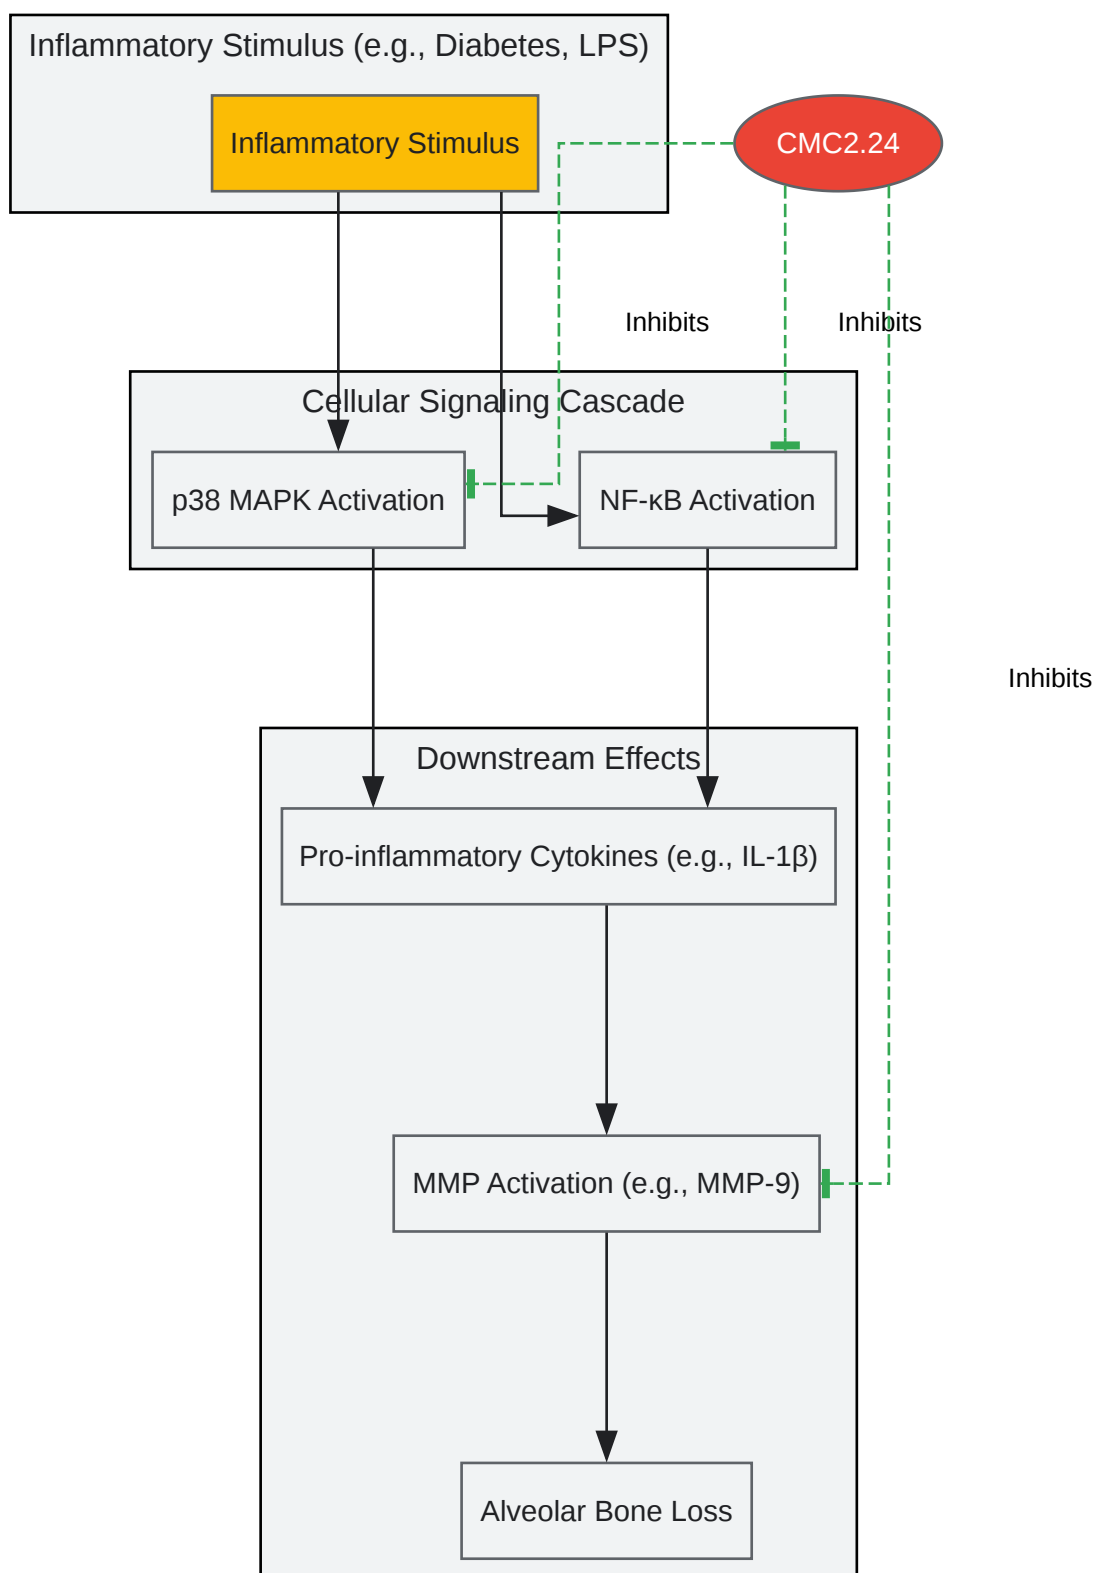 Inflammatory Stimulus (e.g., Diabetes, LPS)
Inflammatory Stimulus
CMC2.24
Inhibits
Inhibits
Cellular Signaling Cascade
p38 MAPK Activation
NF-κB Activation
Inhibits
Downstream Effects
Pro-inflammatory Cytokines (e.g., IL-1β)
MMP Activation (e.g., MMP-9)
Alveolar Bone Loss